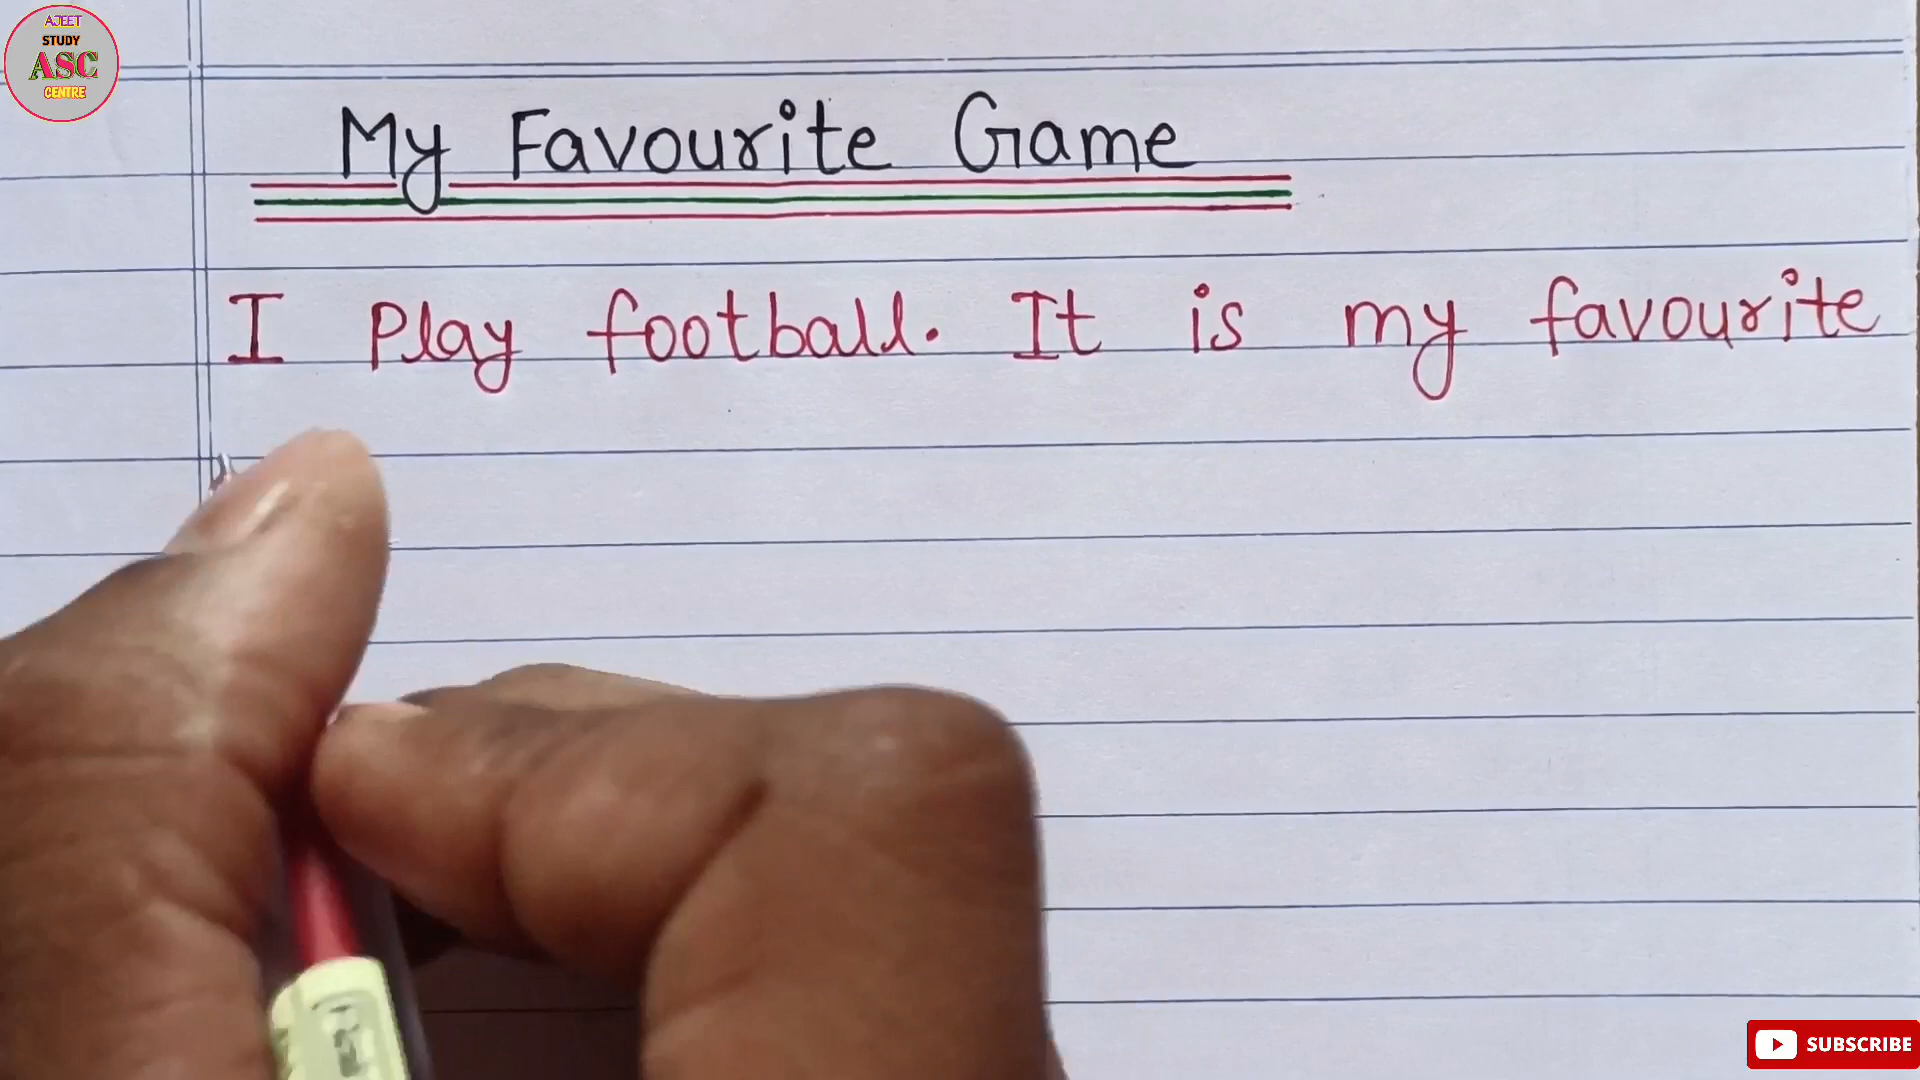 AJEET
STUDY
ASC
CENTRE
My Favourite Game
I Play football. It is my favourite
SUBSCRIBE